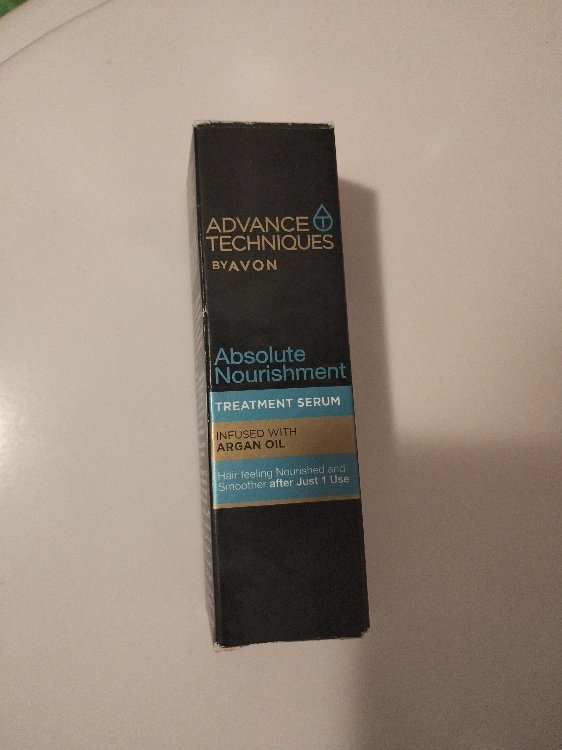 ADVANCE
TECHNIQUES
BY AVON
Absolute
Nourishment
TREATMENT SERUM
INFUSED WITH
ARGAN OIL
Hair feeling Nourished and
Smoother after Just 1 Use